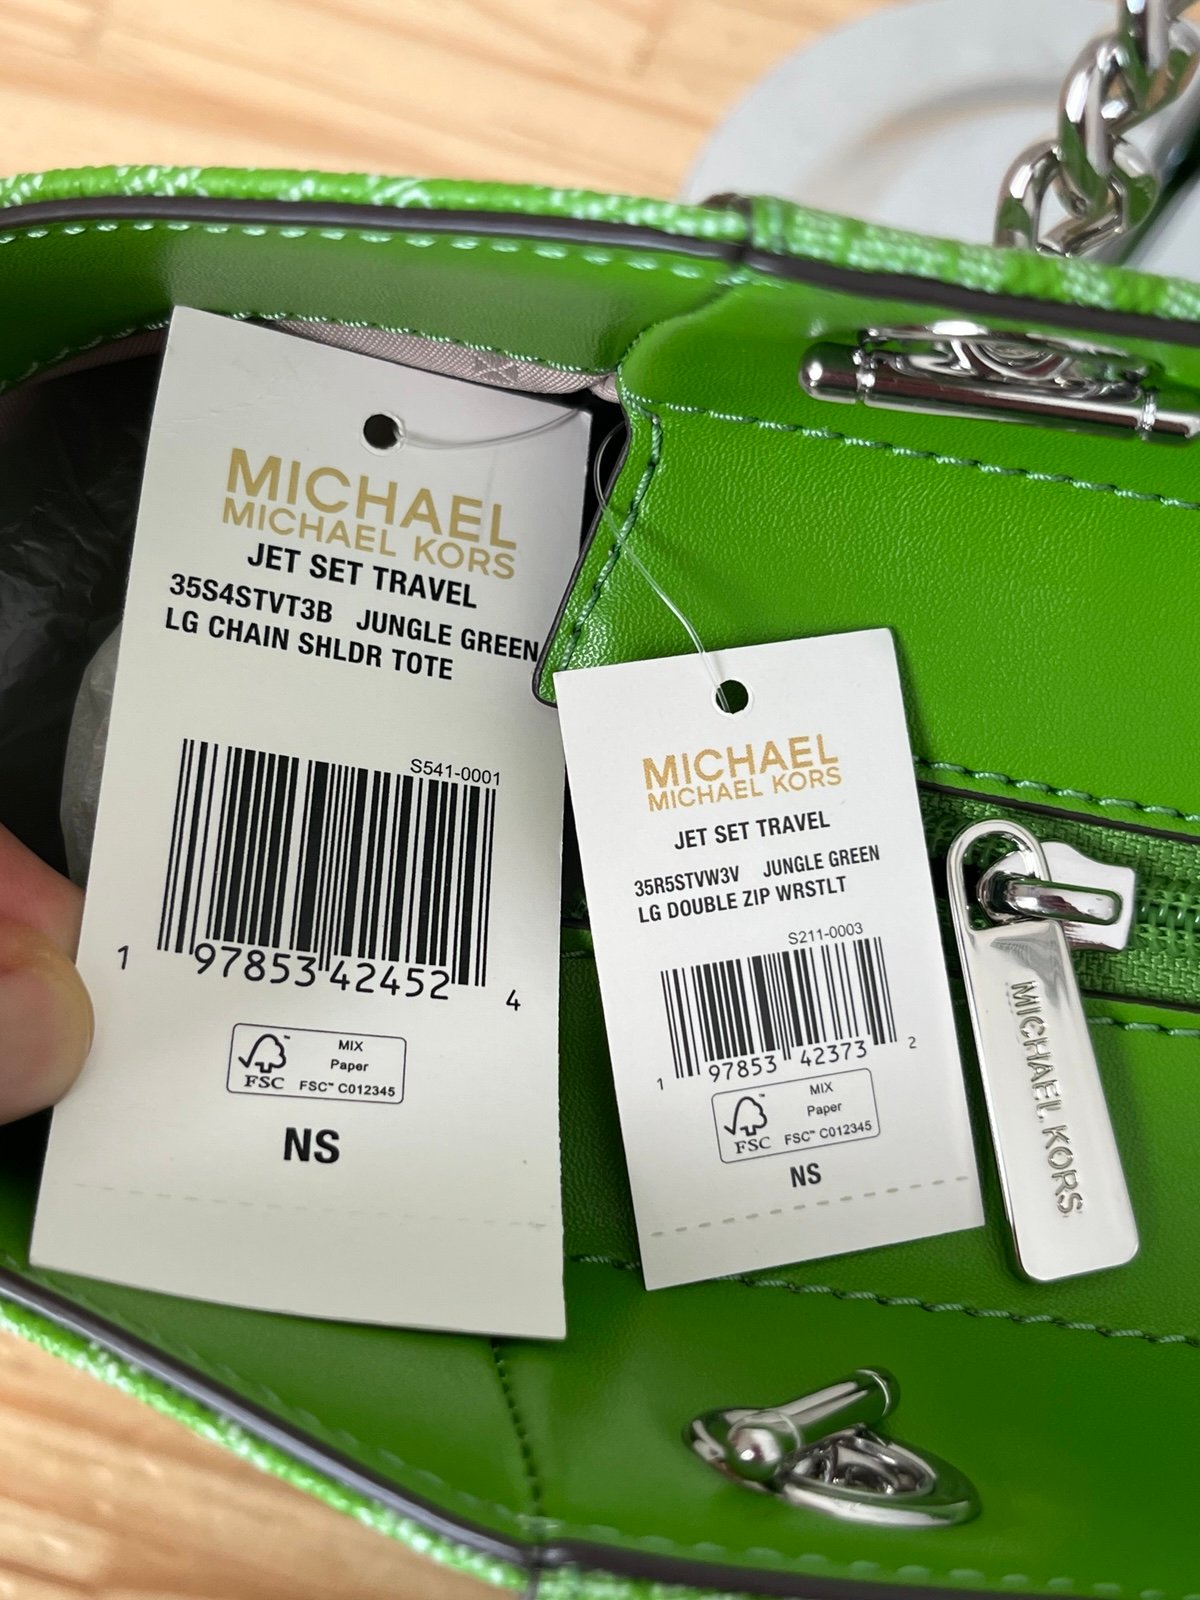 MICHAEL
MICHAEL KORS
JET SET TRAVEL
35S4STVT3B JUNGLE GREEN
LG CHAIN SHLDR TOTE
S541-0001
1 97853 42452 4
MIX
Paper
FSC™ C012345
FSC
NS
MICHAEL
MICHAEL KORS
JET SET TRAVEL
35R5STVW3V JUNGLE GREEN
LG DOUBLE ZIP WRSTLT
S211-0003
1 97853 42373 2
MIX
Paper
FSC™ C012345
FSC
NS
MICHAEL KORS